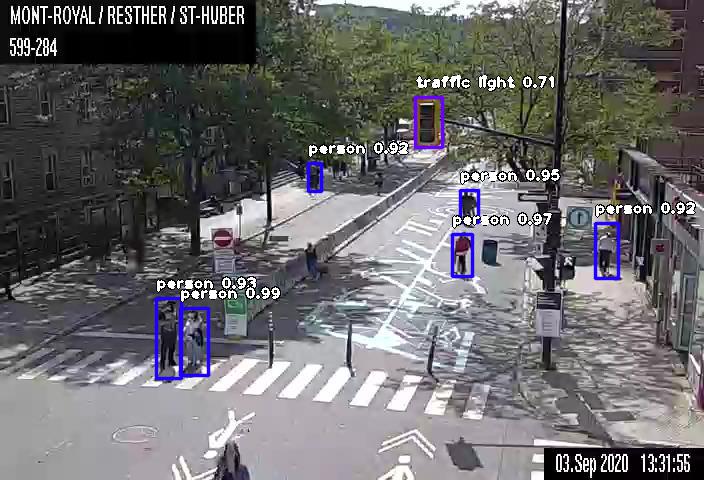 MONT-ROYAL / RESTHER / ST-HUBER
599-284
traffic light 0.71
person 0.92
person 0.95
person 0.92
person 0.97
person 0.93
person 0.99
03.Sep 2020 13:31:56